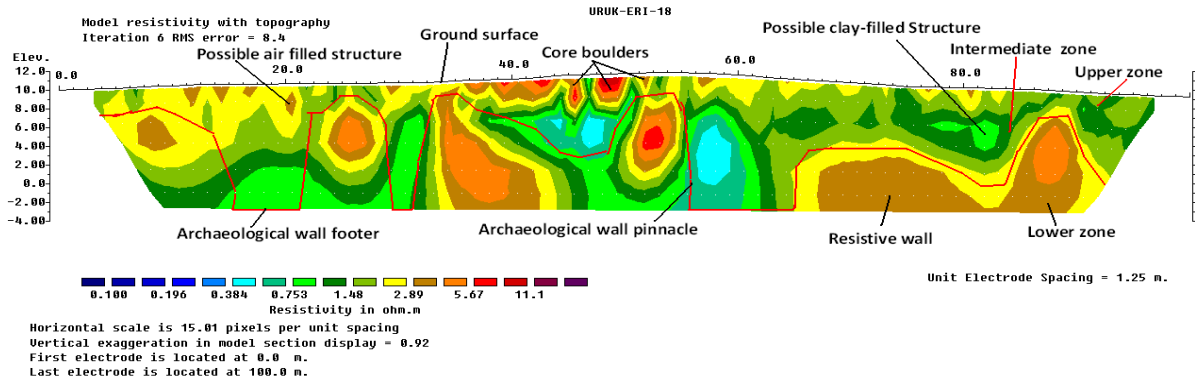 URUK-ERI-18
Model resistivity with topography
Iteration 6 RMS error = 8.4
Possible air filled structure
Ground surface
Core boulders
Possible clay-filled Structure
Intermediate zone
Upper zone
Elev.
12.0
10.0
8.00
6.00
4.00
2.00
0.0
-2.00
-4.00
0.0 20.0 40.0 60.0 80.0
Archaeological wall footer
Archaeological wall pinnacle
Resistive wall
Lower zone
0.100 0.196 0.384 0.753 1.48 2.89 5.67 11.1
Resistivity in ohm.m
Unit Electrode Spacing = 1.25 m.
Horizontal scale is 15.01 pixels per unit spacing
Vertical exaggeration in model section display = 0.92
First electrode is located at 0.0 m.
Last electrode is located at 100.0 m.